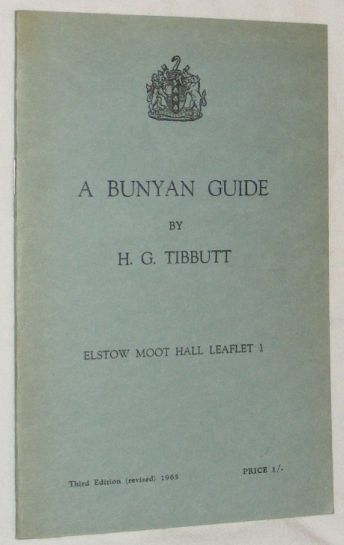 A BUNYAN GUIDE
BY
H. G. TIBBUTT
ELSTOW MOOT HALL LEAFLET 1
Third Edition (revised) 1965
PRICE 1/-